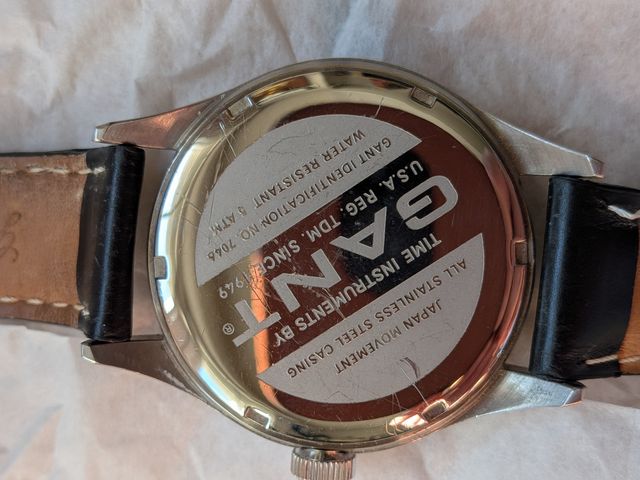 JAPAN MOVEMENT
ALL STAINLESS STEEL CASING
TIME INSTRUMENTS BY
GANT®
U.S.A. REG. TDM. SINCE 1949
GANT IDENTIFICATION NO. 7046
WATER RESISTANT 5 ATM